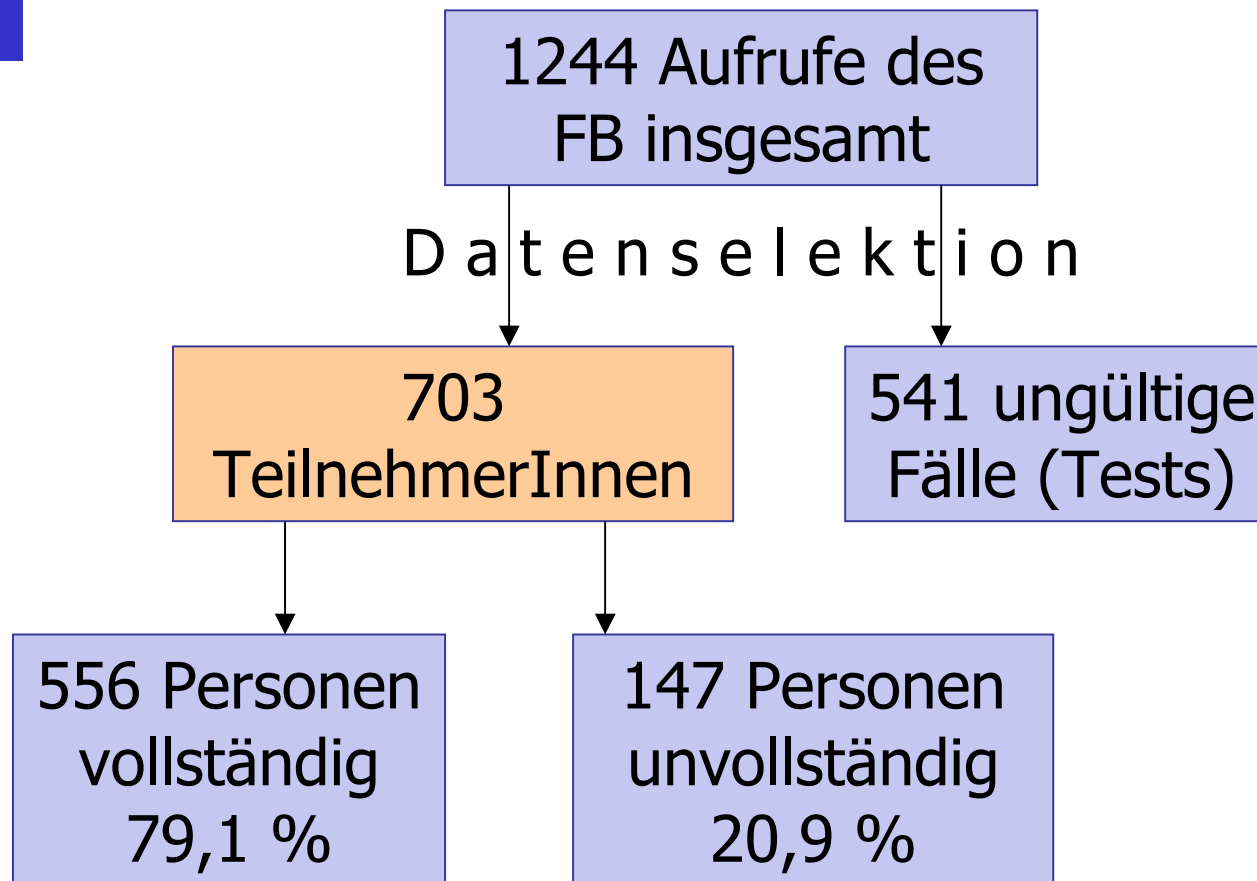 1244 Aufrufe des
FB insgesamt
D a t e n s e l e k t i o n
703
TeilnehmerInnen
541 ungültige
Fälle (Tests)
556 Personen
vollständig
79,1 %
147 Personen
unvollständig
20,9 %